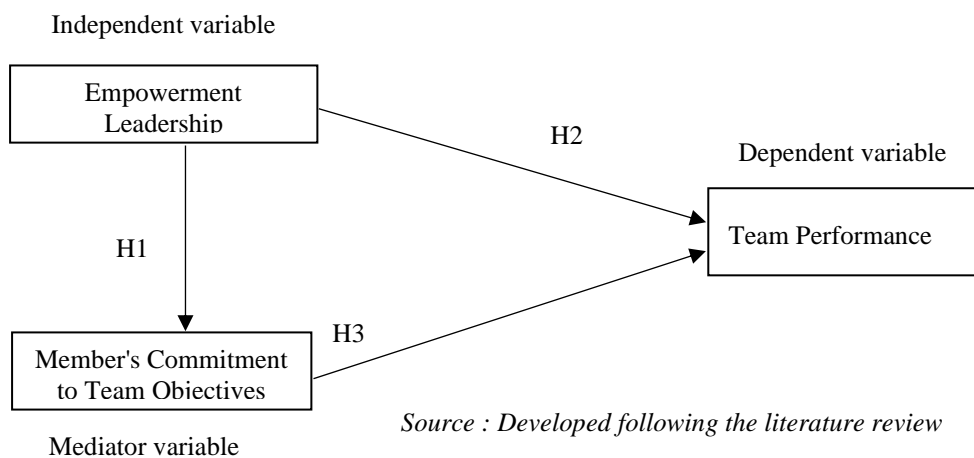 Independent variable
Empowerment
Leadership
H2
Dependent variable
Team Performance
H1
H3
Member's Commitment
to Team Objectives
Source : Developed following the literature review
Mediator variable